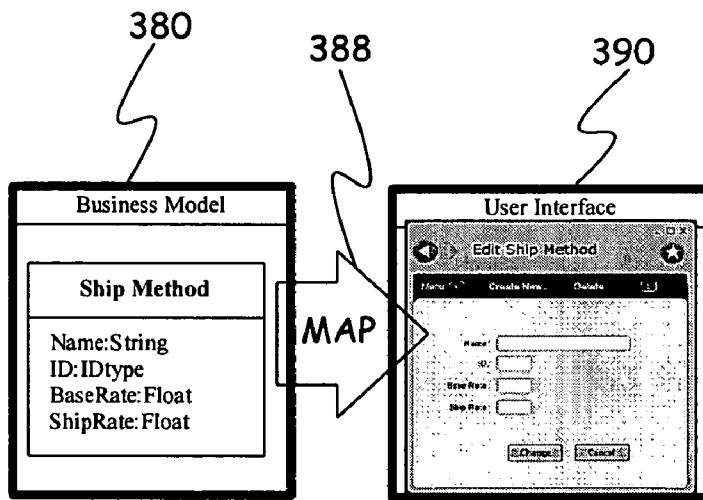 380
388
390
Business Model
User Interface
Edit Ship Method
Menu
Create New...
Delete
Ship Method
MAP
Name:String
ID:IDtype
BaseRate:Float
ShipRate:Float
Name:
ID:
Base Rate:
Ship Rate:
Change
Cancel